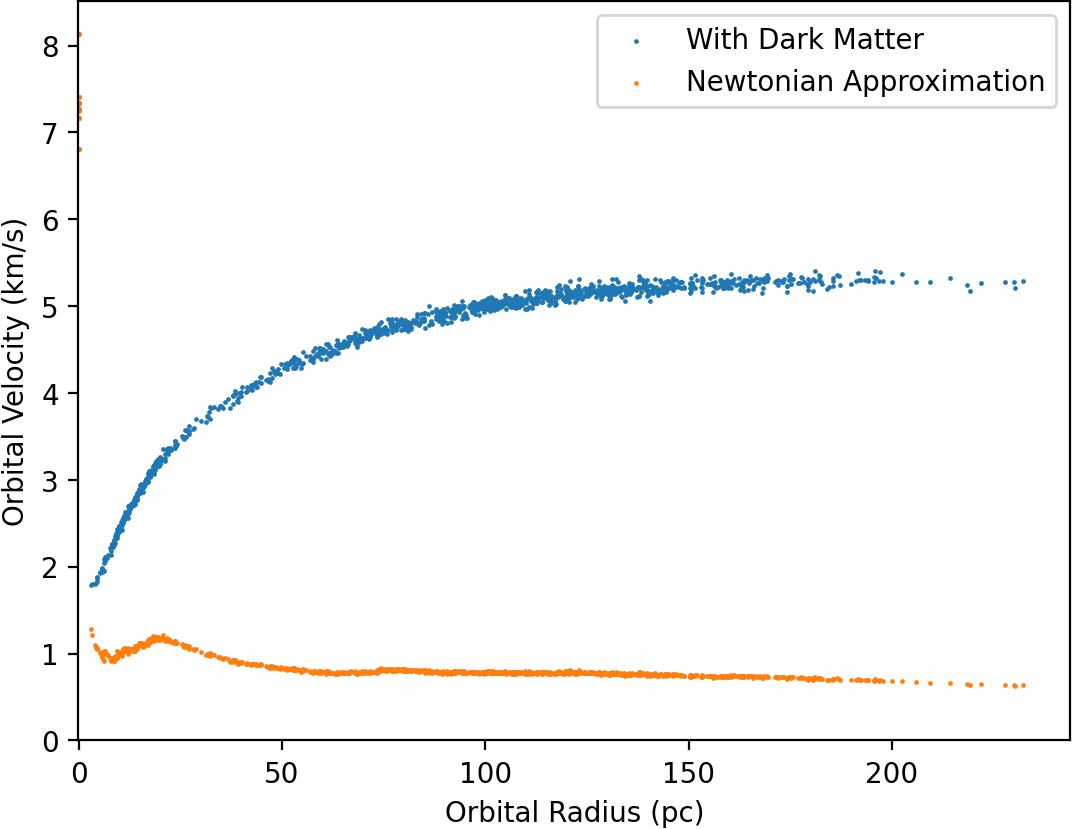 With Dark Matter
Newtonian Approximation
Orbital Velocity (km/s)
8
7
6
5
4
3
2
1
0
0 50 100 150 200
Orbital Radius (pc)